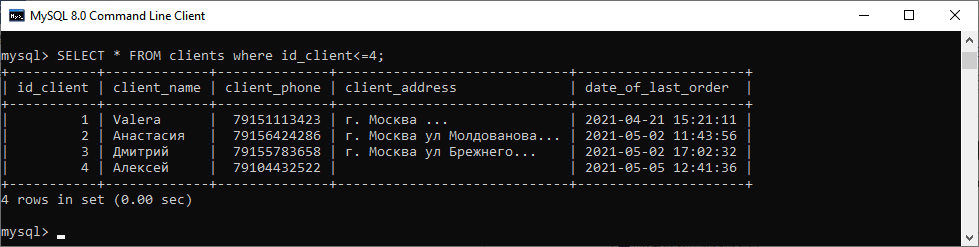 MySQL 8.0 Command Line Client
mysql> SELECT * FROM clients where id_client<=4;
+-----------+-------------+--------------+-----------------------------+---------------------+
| id_client | client_name | client_phone | client_address              | date_of_last_order  |
+-----------+-------------+--------------+-----------------------------+---------------------+
|         1 | Valera      |  79151113423 | г. Москва ...               | 2021-04-21 15:21:11 |
|         2 | Анастасия   |  79156424286 | г. Москва ул Молдованова... | 2021-05-02 11:43:56 |
|         3 | Дмитрий     |  79155783658 | г. Москва ул Брежнего...    | 2021-05-02 17:02:32 |
|         4 | Алексей     |  79104432522 |                             | 2021-05-05 12:41:36 |
+-----------+-------------+--------------+-----------------------------+---------------------+
4 rows in set (0.00 sec)
mysql>